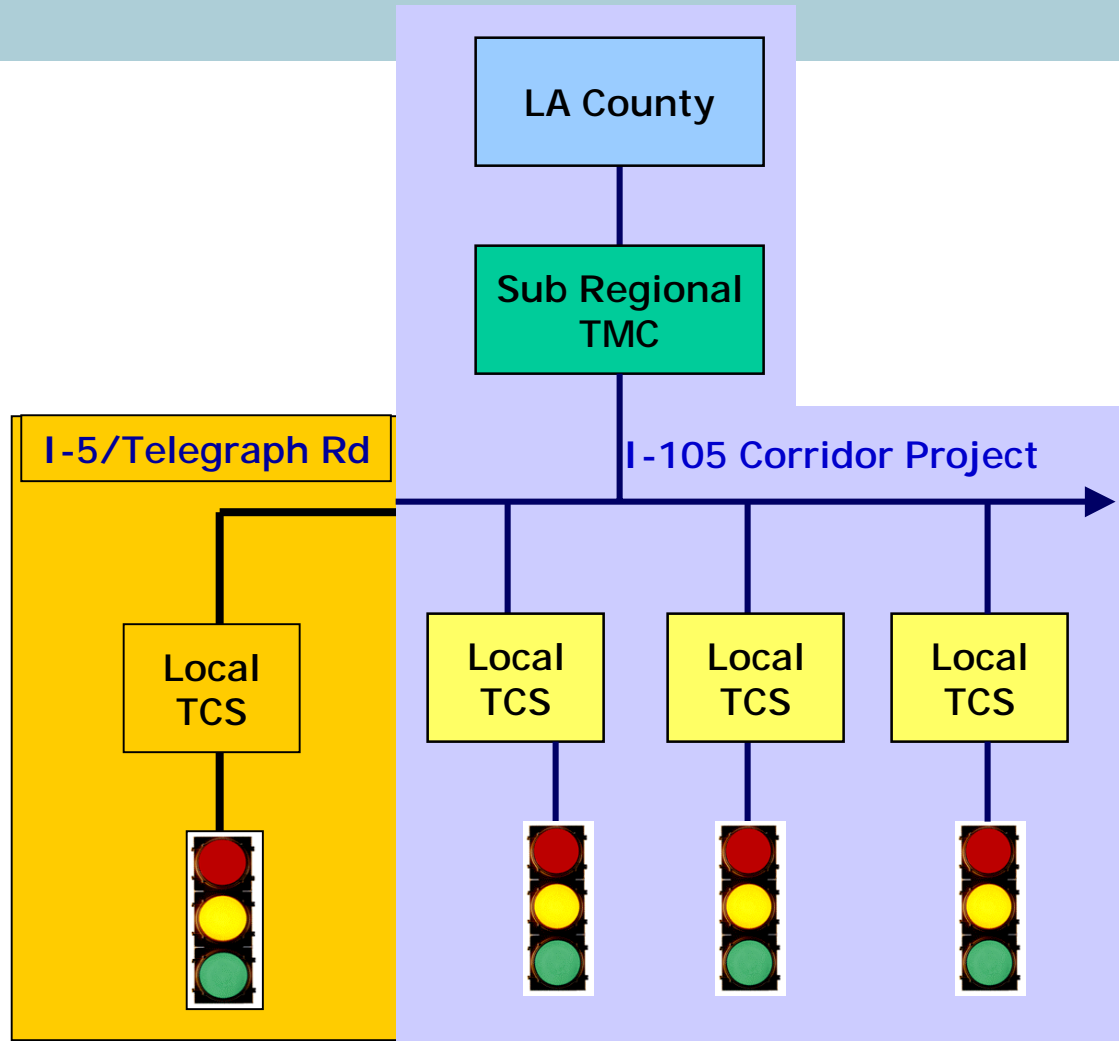 LA County
Sub Regional
TMC
I-5/Telegraph Rd
I-105 Corridor Project
Local
TCS
Local
TCS
Local
TCS
Local
TCS